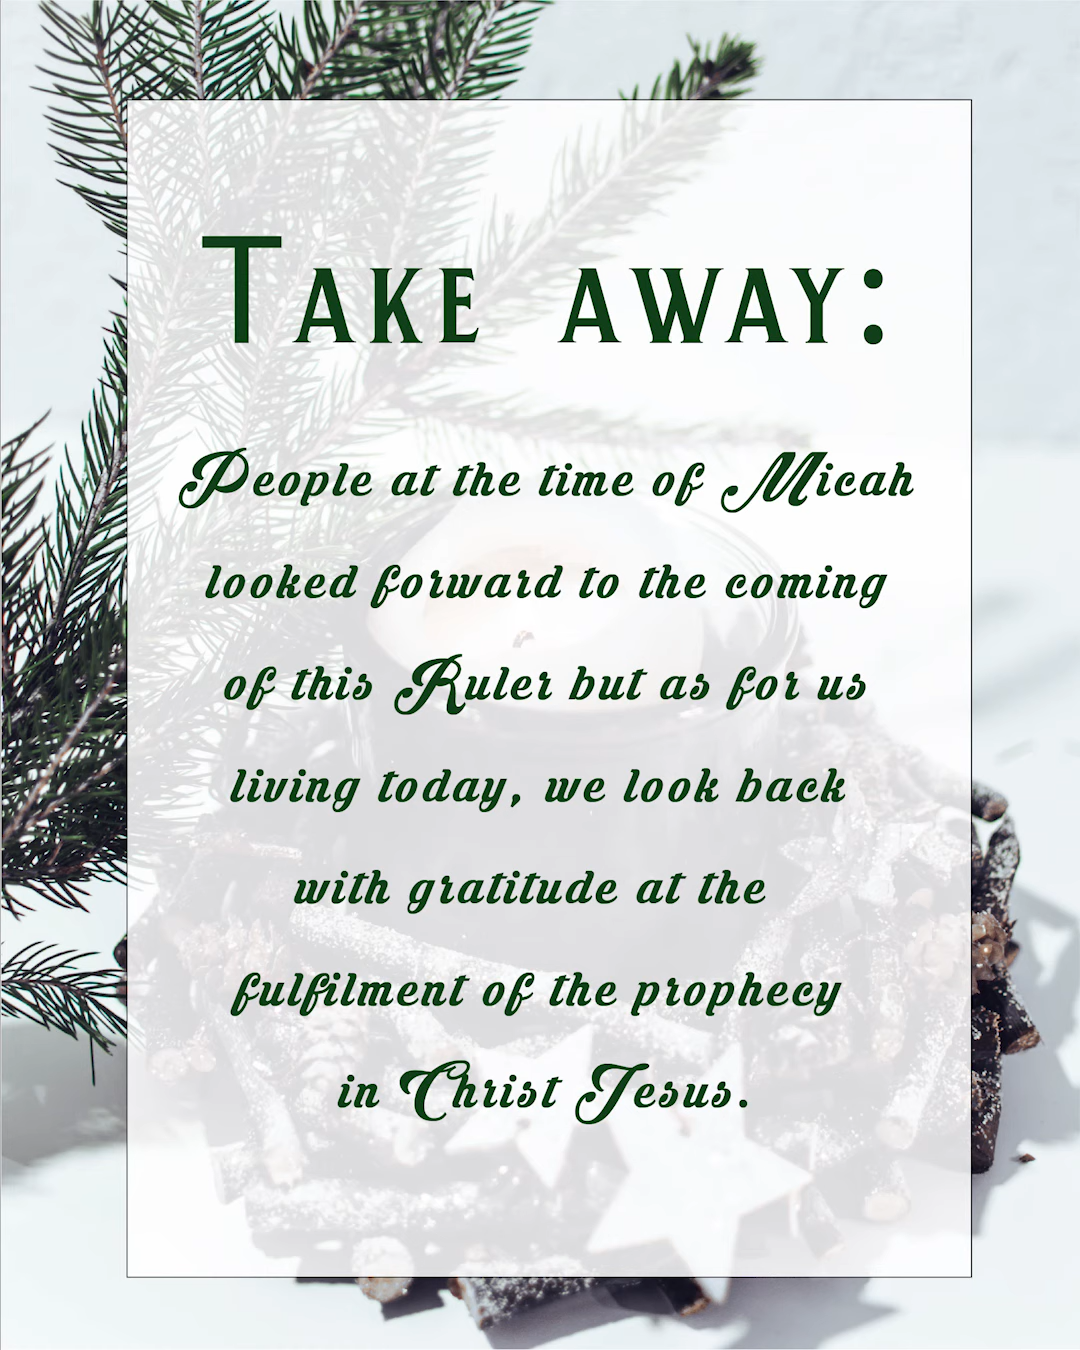 Take away:
People at the time of Micah
looked forward to the coming
of this Ruler but as for us
living today, we look back
with gratitude at the
fulfilment of the prophecy
in Christ Jesus.